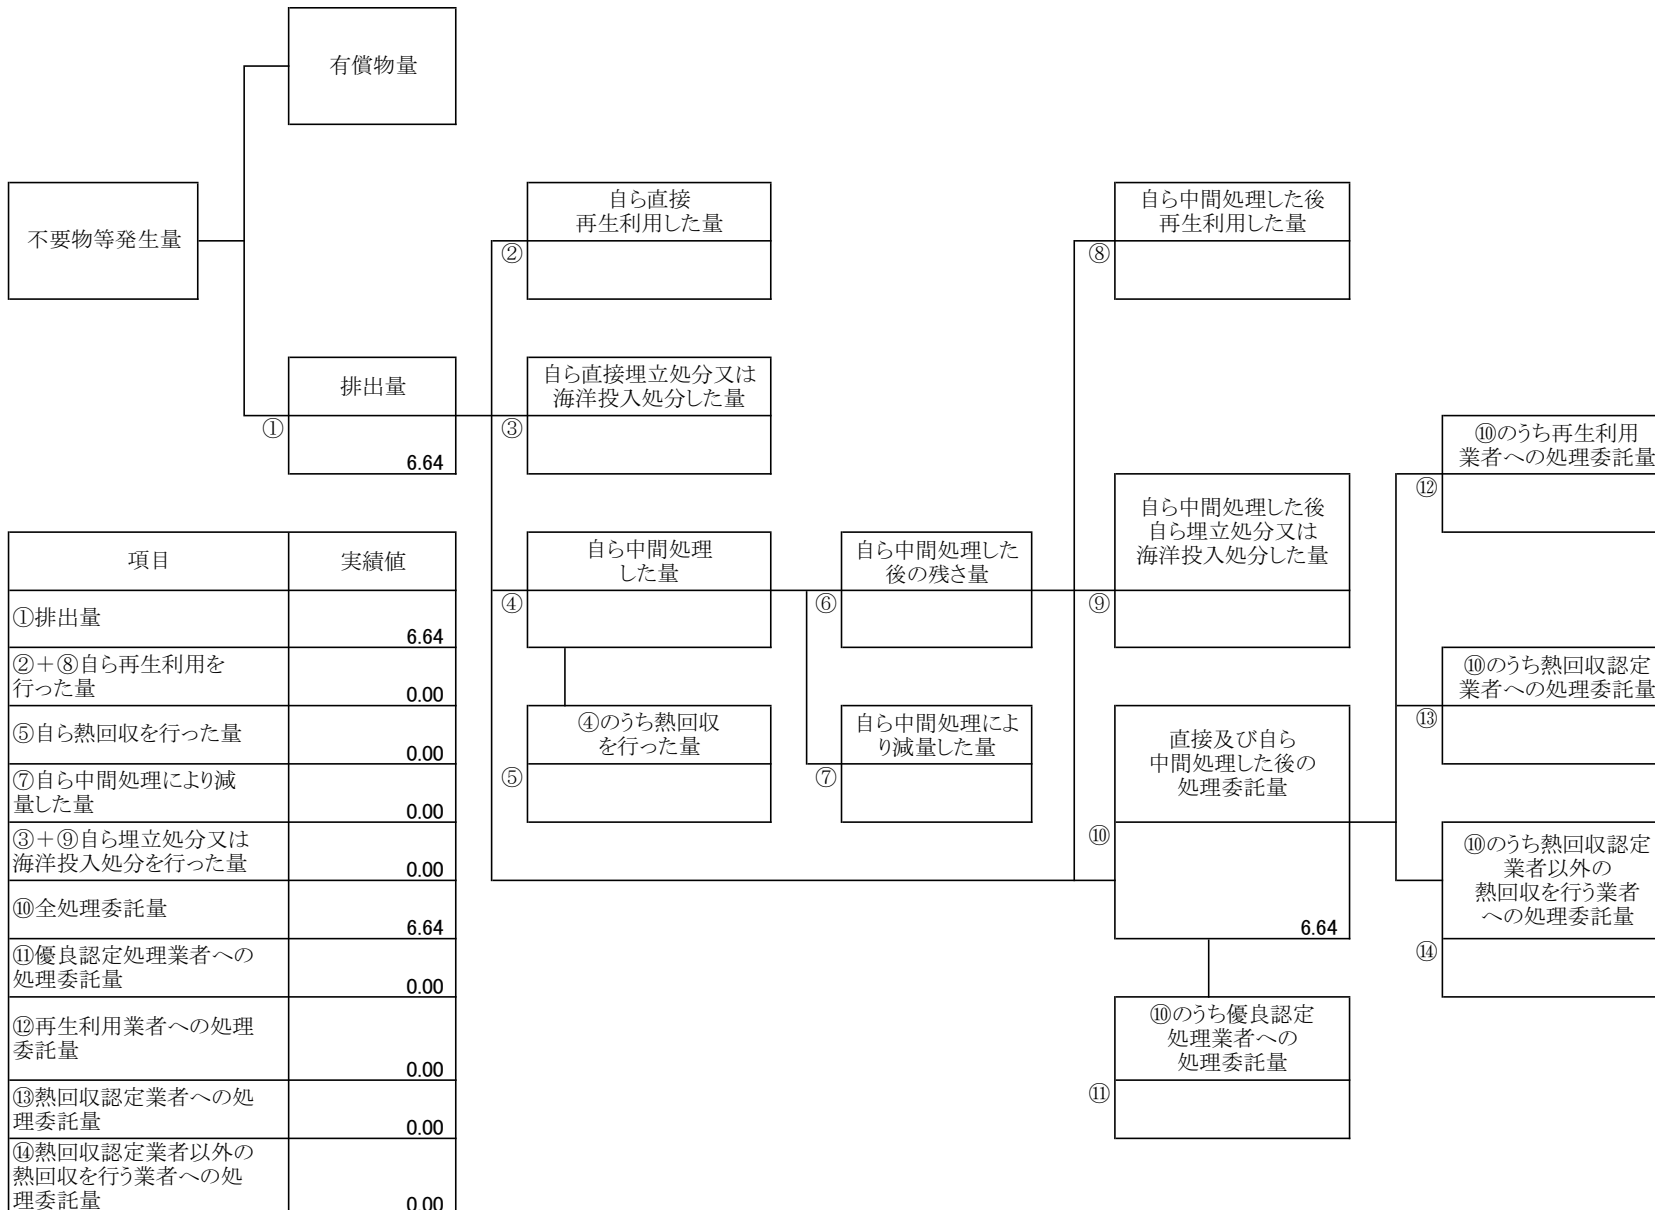 有償物量
不要物等発生量
排出量
①
6.64
自ら直接
再生利用した量
②
自ら直接埋立処分又は
海洋投入処分した量
③
自ら中間処理
した量
④
④のうち熱回収
を行った量
⑤
自ら中間処理した
後の残さ量
⑥
自ら中間処理によ
り減量した量
⑦
自ら中間処理した後
再生利用した量
⑧
自ら中間処理した後
自ら埋立処分又は
海洋投入処分した量
⑨
直接及び自ら
中間処理した後の
処理委託量
⑩
6.64
⑩のうち優良認定
処理業者への
処理委託量
⑪
⑩のうち再生利用
業者への処理委託量
⑫
⑩のうち熱回収認定
業者への処理委託量
⑬
⑩のうち熱回収認定
業者以外の
熱回収を行う業者
への処理委託量
⑭
項目 実績値
①排出量
6.64
②+⑧自ら再生利用を
行った量
0.00
⑤自ら熱回収を行った量
0.00
⑦自ら中間処理により減
量した量
0.00
③+⑨自ら埋立処分又は
海洋投入処分を行った量
0.00
⑩全処理委託量
6.64
⑪優良認定処理業者への
処理委託量
0.00
⑫再生利用業者への処理
委託量
0.00
⑬熱回収認定業者への処
理委託量
0.00
⑭熱回収認定業者以外の
熱回収を行う業者への処
理委託量
0.00